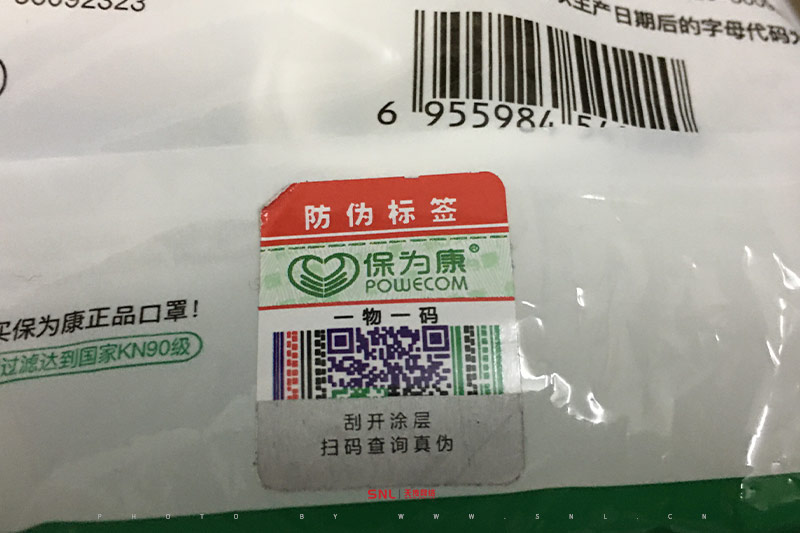 生产日期后的字母代码
6 955984
防伪标签
保为康®
POWECOM
一物一码
买保为康正品口罩！
过滤达到国家KN90级
刮开涂层
扫码查询真伪
SNL
PHOTO BY WWW.SNL.CN